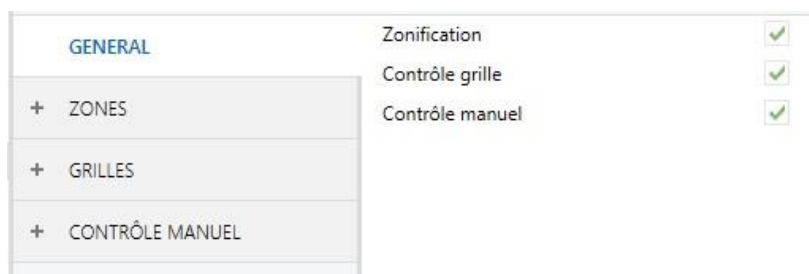 GENERAL
+ ZONES
+ GRILLES
+ CONTRÔLE MANUEL
Zonification
Contrôle grille
Contrôle manuel